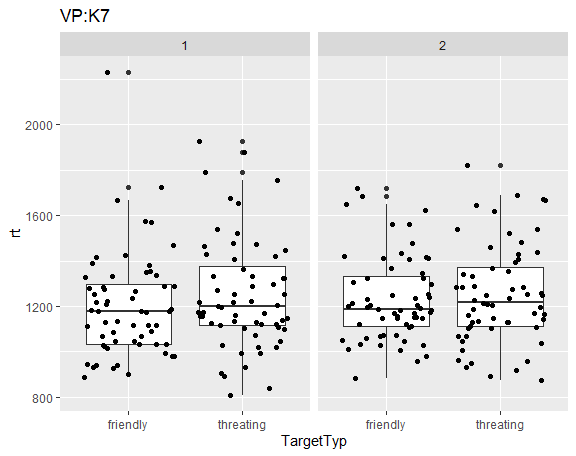 VP:K7
1 2
2000
1600
1200
800
rt
friendly threating friendly threating
TargetTyp